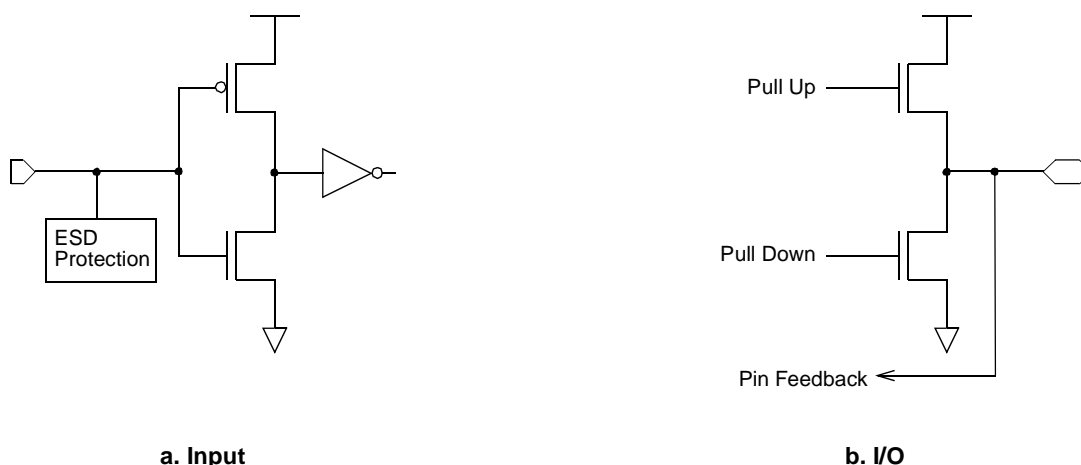 Pull Up
ESD
Protection
Pull Down
Pin Feedback
a. Input
b. I/O